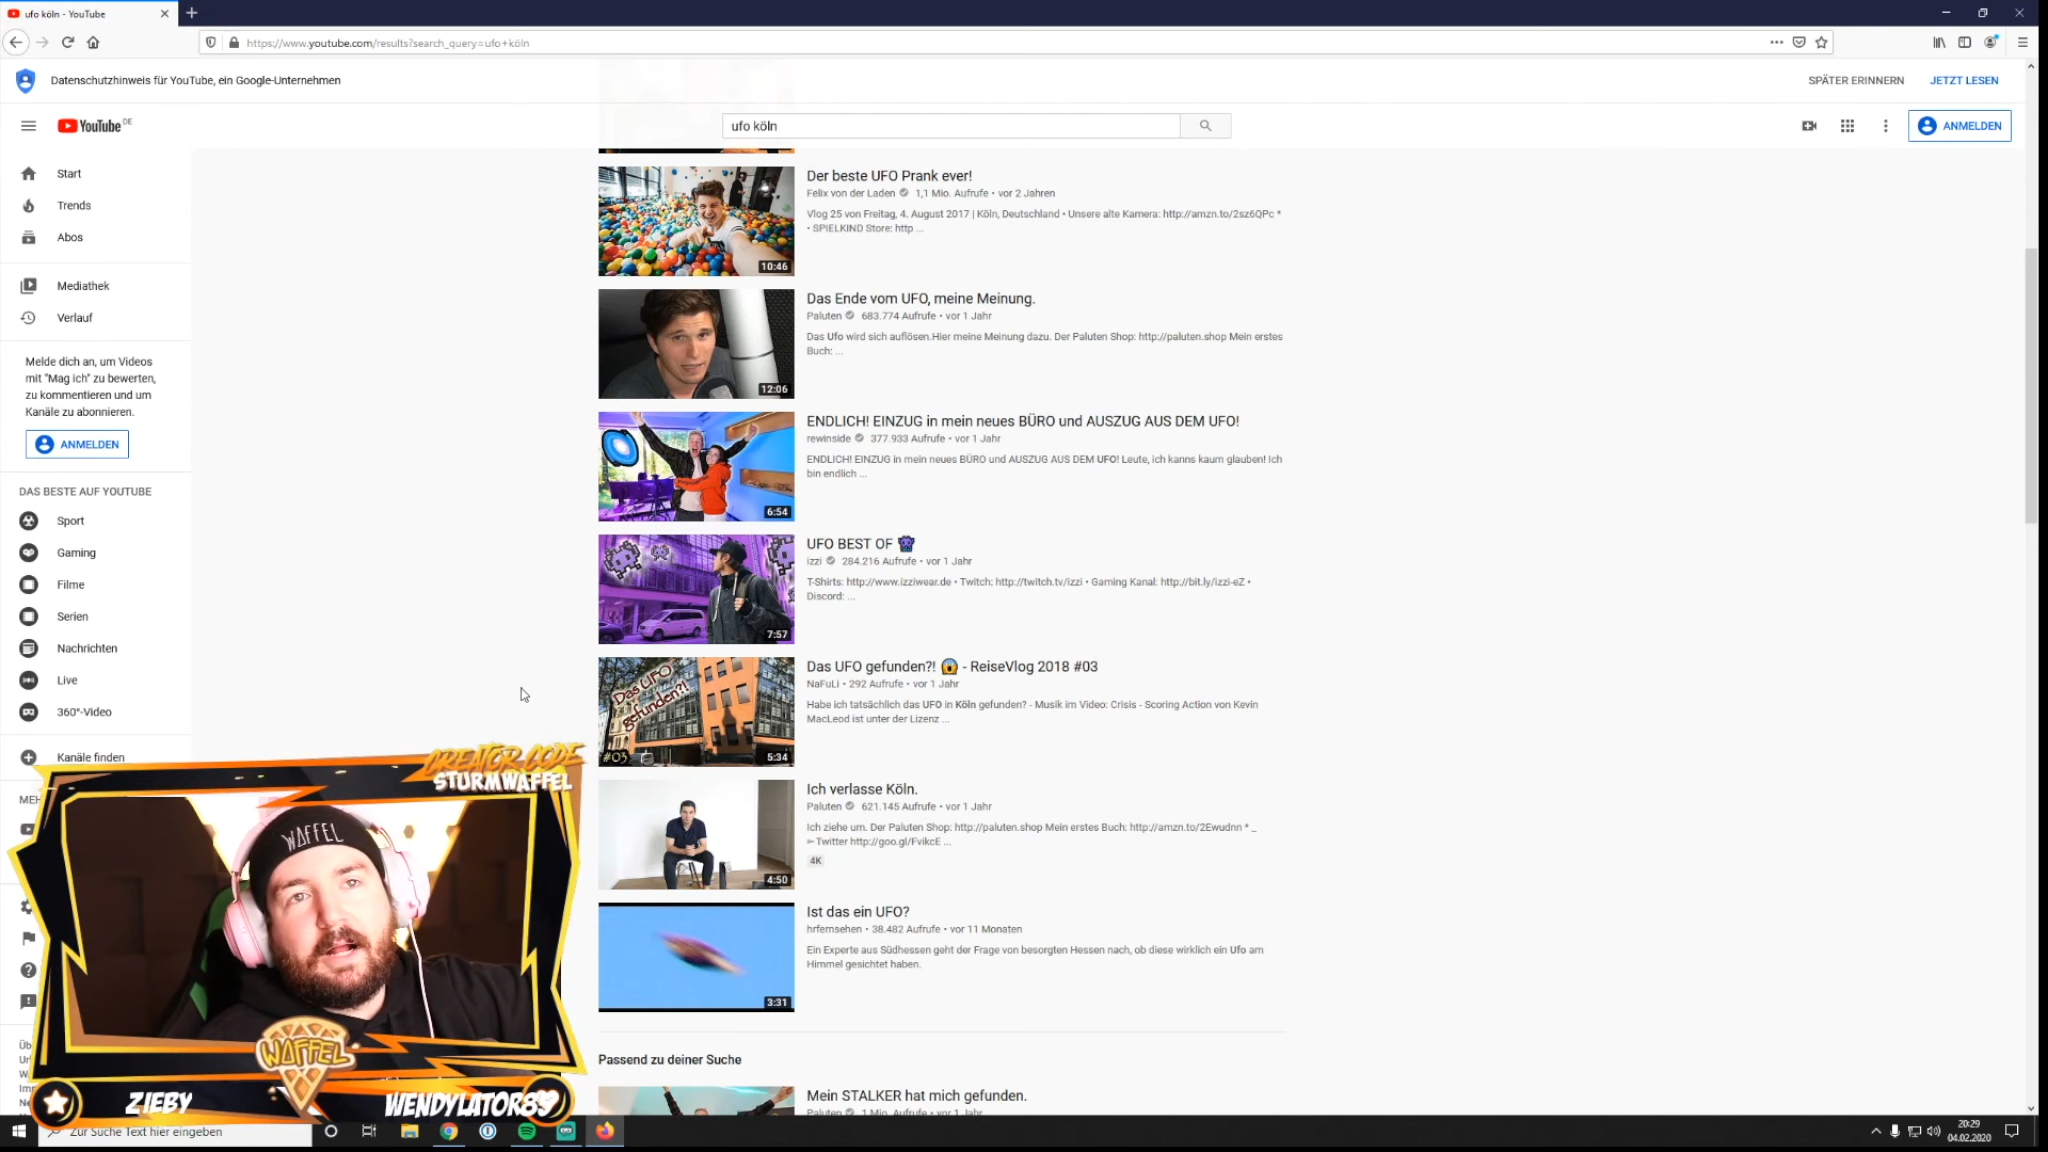 ufo köln - YouTube
https://www.youtube.com/results?search_query=ufo+köln
Datenschutzhinweis für YouTube, ein Google-Unternehmen
SPÄTER ERINNERN
JETZT LESEN
YouTube DE
ufo köln
ANMELDEN
Start
Trends
Abos
Mediathek
Verlauf
Melde dich an, um Videos
mit "Mag ich" zu bewerten,
zu kommentieren und um
Kanäle zu abonnieren.
ANMELDEN
DAS BESTE AUF YOUTUBE
Sport
Gaming
Filme
Serien
Nachrichten
Live
360°-Video
Kanäle finden
Der beste UFO Prank ever!
Felix von der Laden 1,1 Mio. Aufrufe • vor 2 Jahren
Vlog 25 von Freitag, 4. August 2017 | Köln, Deutschland • Unsere alte Kamera: http://amzn.to/2sz6QPc *
• SPIELKIND Store: http ...
10:46
Das Ende vom UFO, meine Meinung.
Paluten 683.774 Aufrufe • vor 1 Jahr
Das Ufo wird sich auflösen.Hier meine Meinung dazu. Der Paluten Shop: http://paluten.shop Mein erstes
Buch: ...
12:06
ENDLICH! EINZUG in mein neues BÜRO und AUSZUG AUS DEM UFO!
rewinside 377.933 Aufrufe • vor 1 Jahr
ENDLICH! EINZUG in mein neues BÜRO und AUSZUG AUS DEM UFO! Leute, ich kanns kaum glauben! Ich
bin endlich ...
6:54
UFO BEST OF
izzi 284.216 Aufrufe • vor 1 Jahr
T-Shirts: http://www.izziwear.de • Twitch: http://twitch.tv/izzi • Gaming Kanal: http://bit.ly/izzi-eZ •
Discord: ...
7:57
Das UFO gefunden?! 😱 - ReiseVlog 2018 #03
NaFuLi • 292 Aufrufe • vor 1 Jahr
Habe ich tatsächlich das UFO in Köln gefunden? - Musik im Video: Crisis - Scoring Action von Kevin
MacLeod ist unter der Lizenz ...
Das UFO
gefunden?!
#03
5:34
Ich verlasse Köln.
Paluten 621.145 Aufrufe • vor 1 Jahr
Ich ziehe um. Der Paluten Shop: http://paluten.shop Mein erstes Buch: http://amzn.to/2Ewudnn * _
➳ Twitter http://goo.gl/FvikcE ...
4K
4:50
Ist das ein UFO?
hrfernsehen • 38.482 Aufrufe • vor 11 Monaten
Ein Experte aus Südhessen geht der Frage von besorgten Hessen nach, ob diese wirklich ein Ufo am
Himmel gesichtet haben.
3:31
Passend zu deiner Suche
Mein STALKER hat mich gefunden.
Paluten 1 Mio. Aufrufe • vor 1 Jahr
CREATOR CODE
STURMWAFFEL
WAFFEL
WAFFEL
ZIEBY
WENDYLATOR89
Zur Suche Text hier eingeben
20:29
04.02.2020